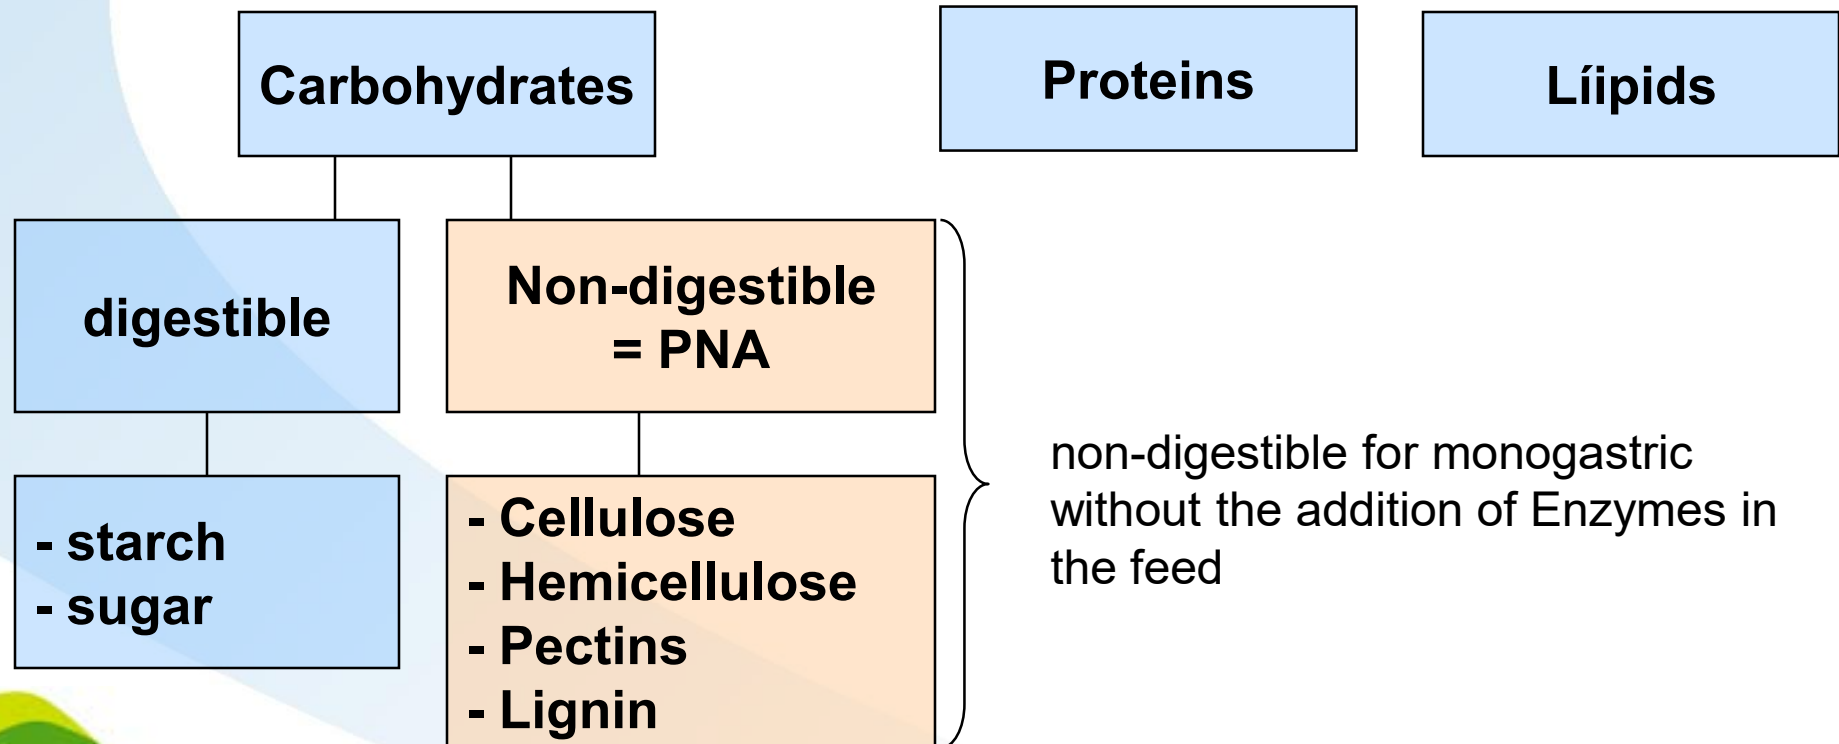 Carbohydrates
Proteins
Líipids
digestible
Non-digestible
= PNA
- starch
- sugar
- Cellulose
- Hemicellulose
- Pectins
- Lignin
non-digestible for monogastric
without the addition of Enzymes in
the feed